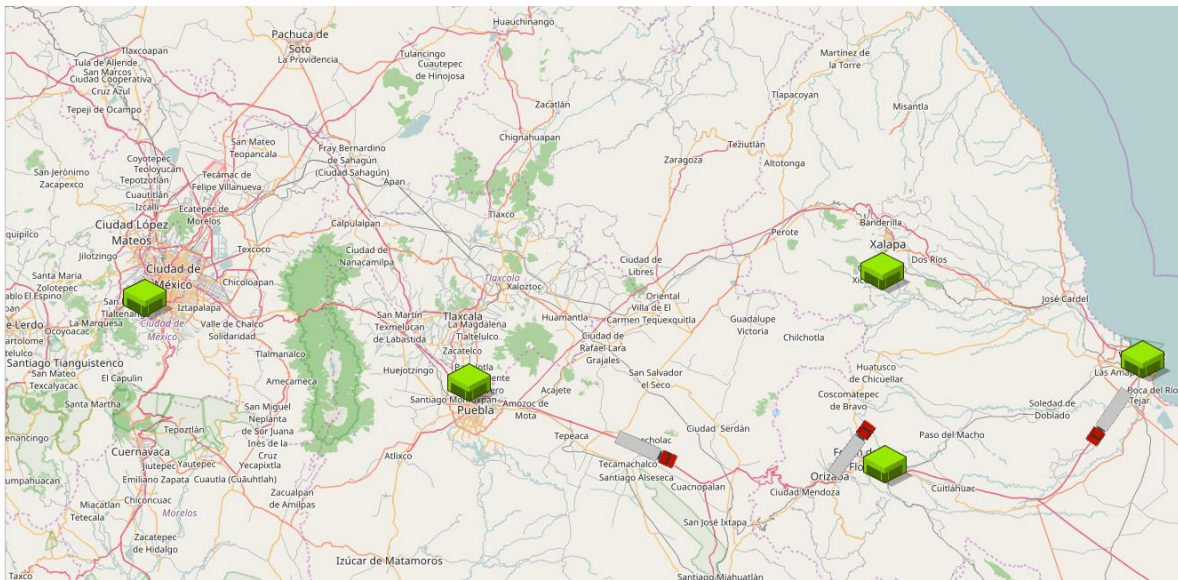 Huauchinango
Pachuca de
Soto
La Providencia
Tlaxcoapan
Tula de Allende
San Marcos
Ciudad Cooperativa
Cruz Azul
Tepeji de Ocampo
Tulancingo
Cuautepec
de Hinojosa
Martínez de
la Torre
Zacatlán
Tlapacoyan
Misantla
Chignahuapan
San Mateo
Teopancala
Fray Bernardino
de Sahagún
(Ciudad Sahagún)
Teziutlán
Zaragoza
Altotonga
Coyotepec
Teoloyucan
Tepotzotlán
Cuautitlán
Izcalli
San Jerónimo
Zacapexco
Tecámac de
Felipe Villanueva
Apan
Ecatepec de
Morelos
Tlaxco
Calpulalpan
Banderilla
Ciudad López
Mateos
Perote
Xalapa
Jilotzingo
Texcoco
Ciudad de
Nanacamilpa
Ciudad de
Libres
Dos Ríos
Ciudad de
México
Chicoloapan
Tlaxcala
Xaloztoc
Santa María
Zolotepec
Oriental
Villa de El
Carmen Tequexquitla
José Cardel
Iztapalapa
San Martín
Texmelucan
de Labastida
Tlaxcala
Huamantla
Guadalupe
Victoria
Ocoyoacac
La Marquesa
Ciudad de
México
Valle de Chalco
Solidaridad
La Magdalena
Tlaltelulco
Zacatelco
Ciudad de
Rafael Lara
Grajales
Chilchotla
Tlalmanalco
Santiago Tianguistenco
San Mateo
Texcalyacac
El Capulin
Huejotzingo
San Salvador
el Seco
Huatusco
de Chicuellar
Las
Amecameca
Acajete
Boca del Río
Tejar
Santa Martha
Amozoc de
Mota
Coscomatepec
de Bravo
Soledad de
Doblado
San Miguel
Nepantla
de Sor Juana
Inés de la
Cruz
Puebla
Tepoztlán
Tepeaca
Ciudad Serdán
Paso del Macho
Cuernavaca
Atlixco
Tecamachalco
Santiago Alseseca
Orizaba
Jiutepec
Yautepec
Yecapixtla
Cuacnopalan
Ciudad Mendoza
Cuitláhuac
Emiliano Zapata
Cuautla (Cuāuhtlah)
Zacualpan
de Amilpas
Chiconcuac
Miacatlan
Tetecala
Xochitepec
Morelos
San José Ixtapa
Zacatepec
de Hidalgo
Jojutla
Izúcar de Matamoros
Taxco
Santiago Miahuatlán